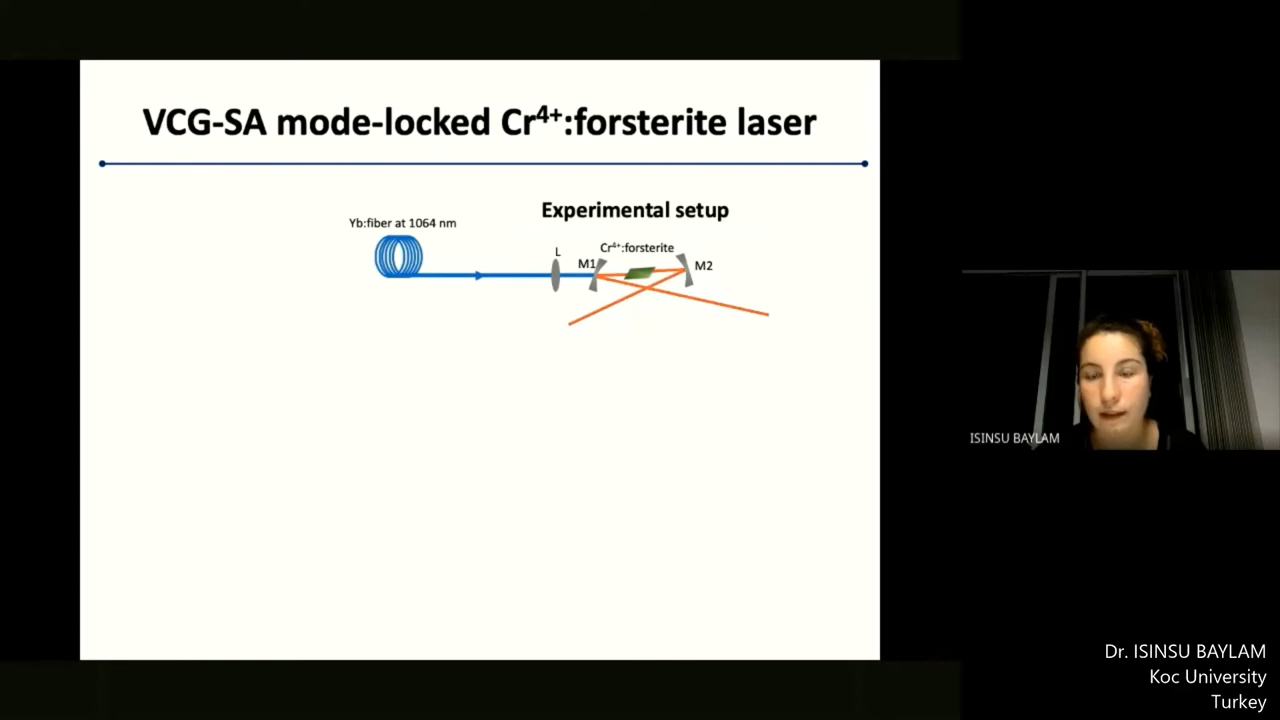 VCG-SA mode-locked Cr⁴⁺:forsterite laser
Experimental setup
Yb:fiber at 1064 nm
L
M1
Cr⁴⁺:forsterite
M2
ISINSU BAYLAM
Dr. ISINSU BAYLAM
Koc University
Turkey